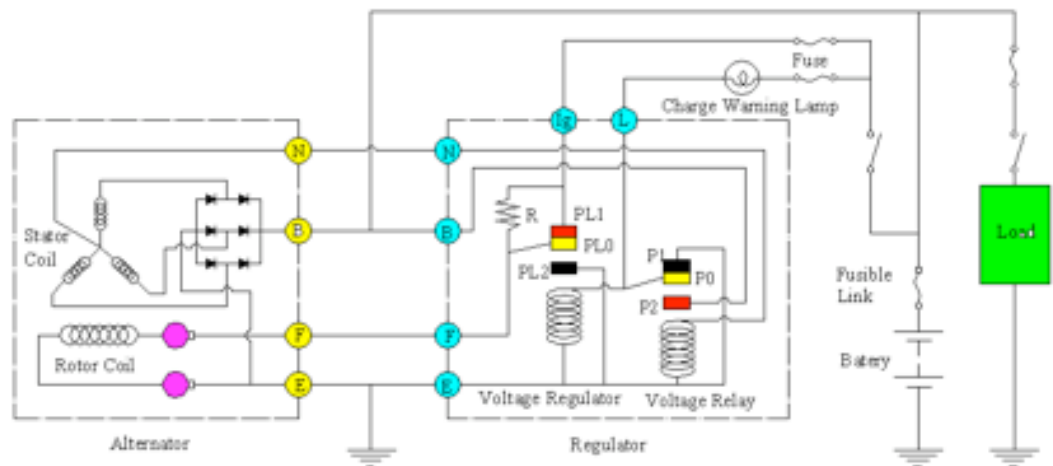 Fuse
Ig
L
Charge Warning Lamp
N
N
R
PL1
Stator
Coil
B
B
PL0
PL2
P1
P0
Load
P2
Fusible
Link
F
F
Rotor Coil
Batery
E
E
Voltage Regulator
Voltage Relay
Alternator
Regulator